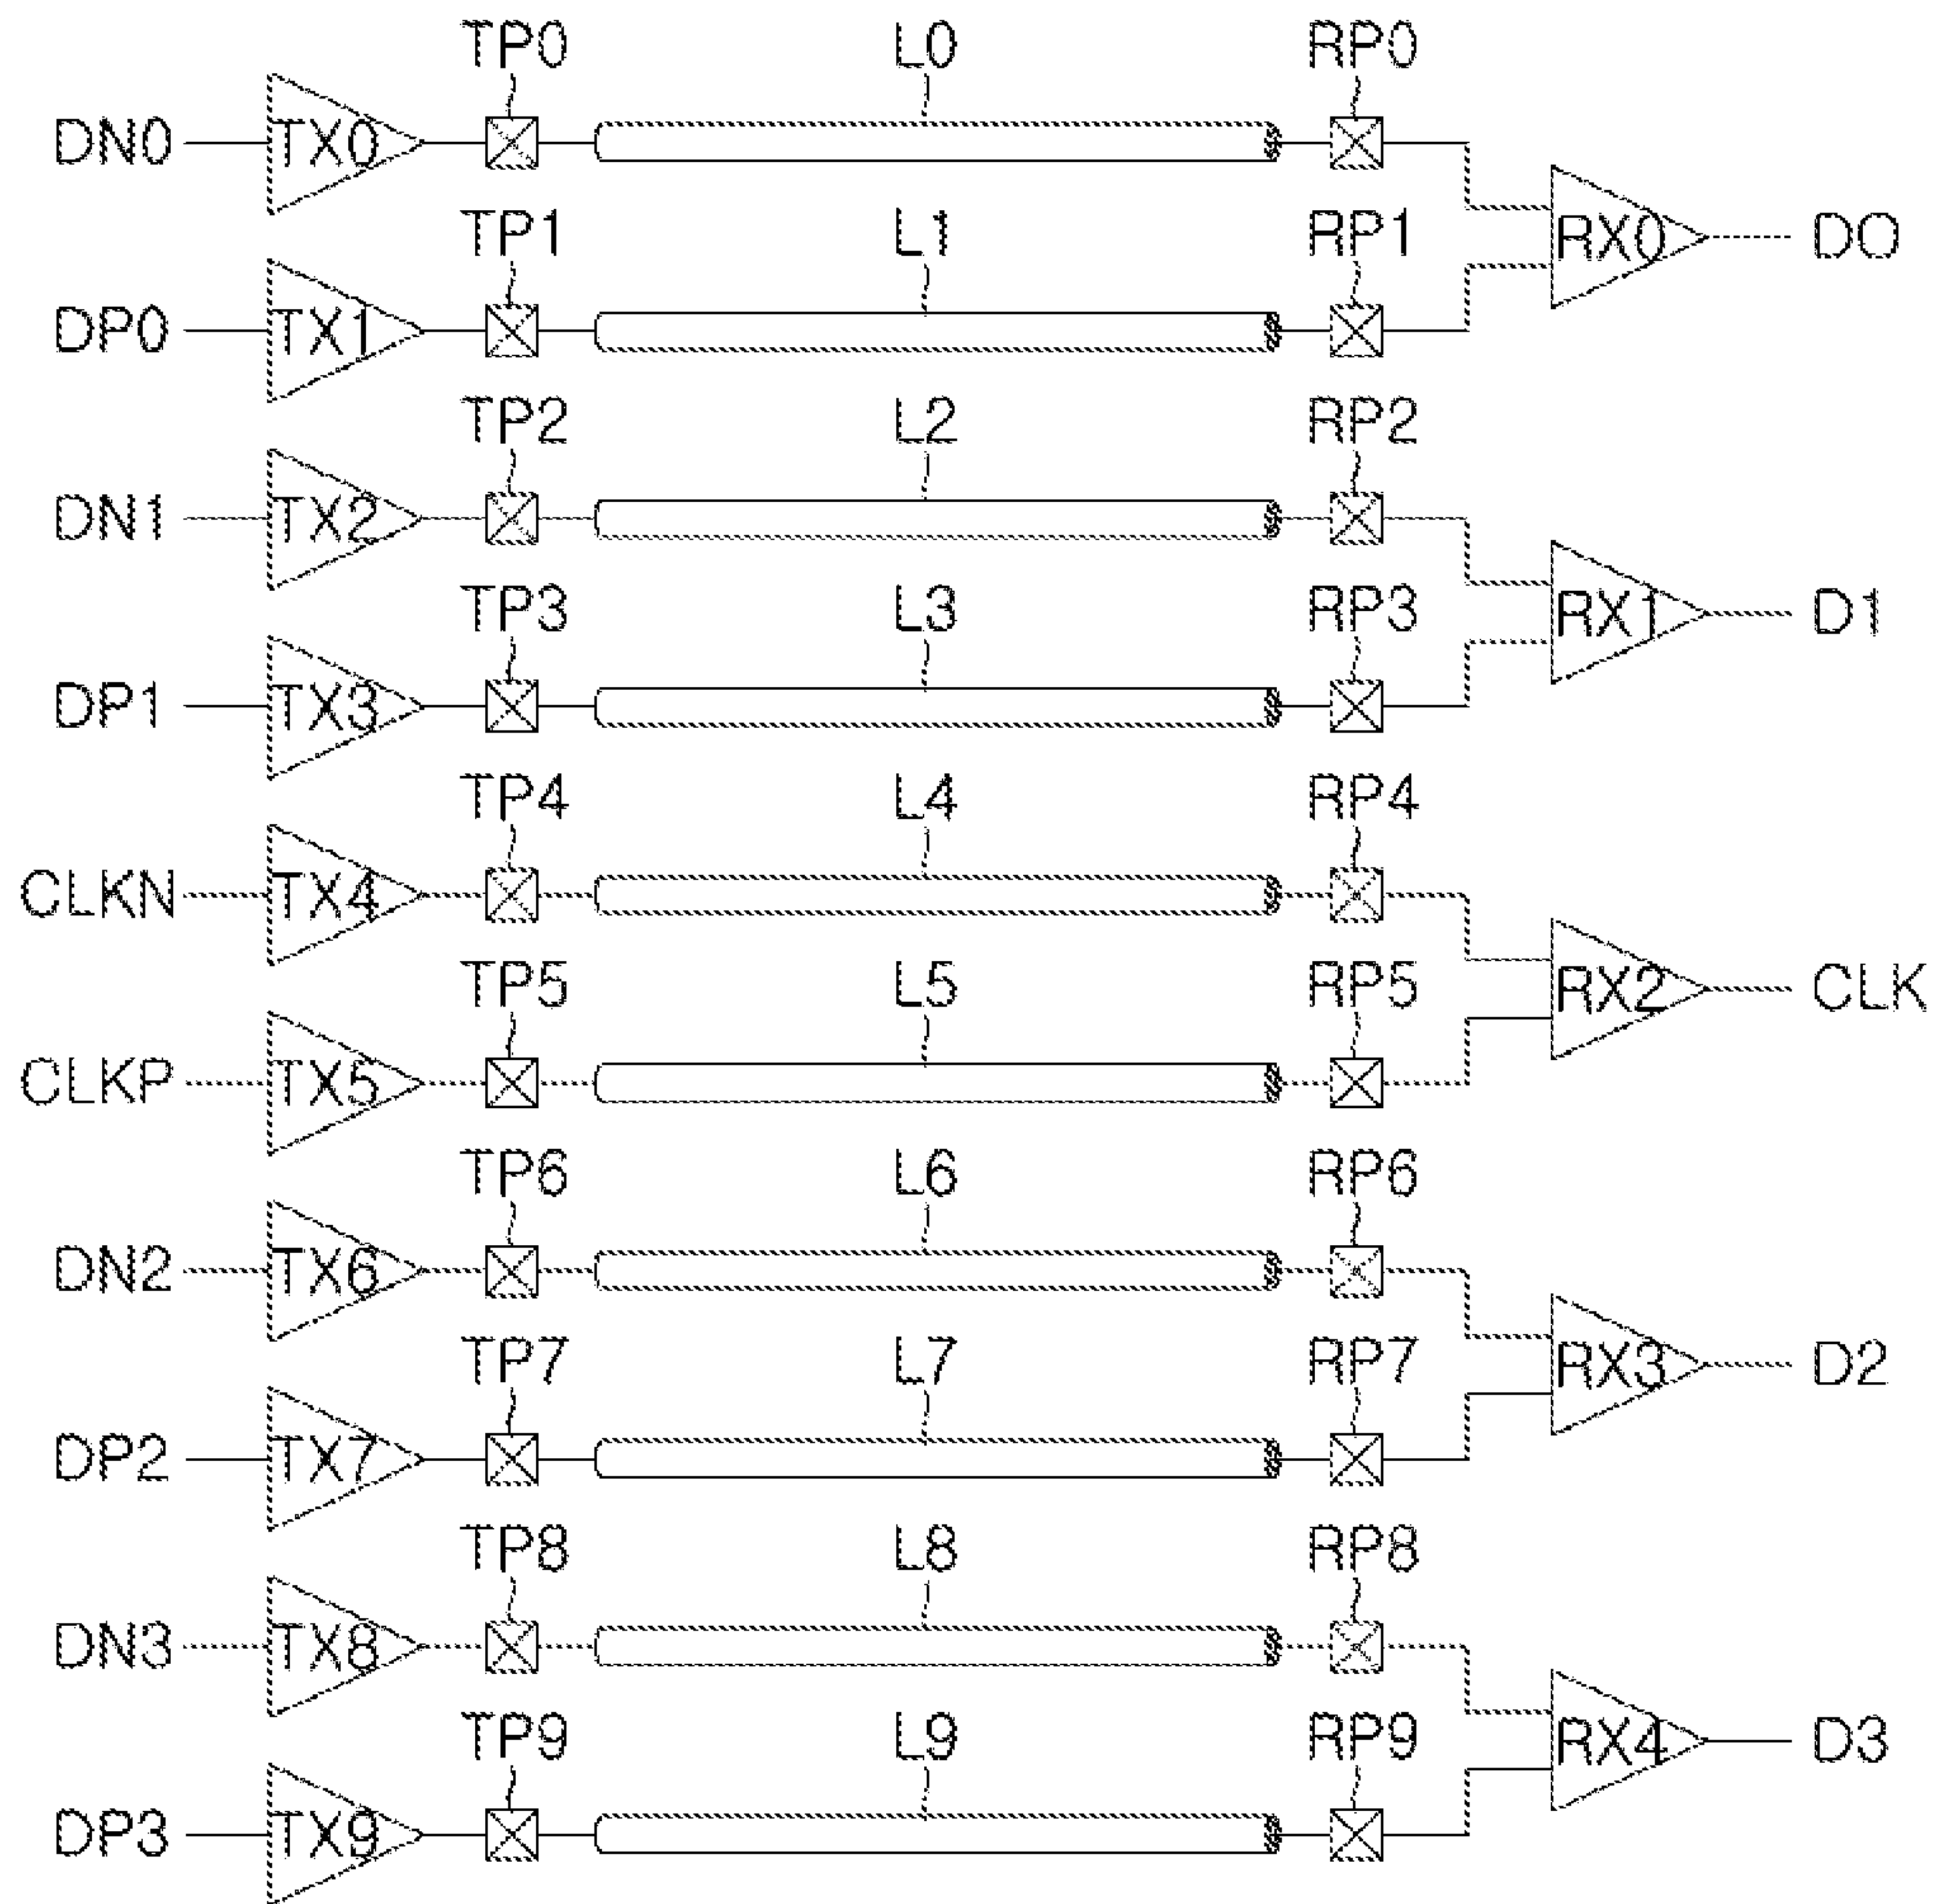 TP0 L0 RP0
DN0 TX0
TP1 L1 RP1 RX0 DO
DP0 TX1
TP2 L2 RP2
DN1 TX2
TP3 L3 RP3 RX1 D1
DP1 TX3
TP4 L4 RP4
CLKN TX4
TP5 L5 RP5 RX2 CLK
CLKP TX5
TP6 L6 RP6
DN2 TX6
TP7 L7 RP7 RX3 D2
DP2 TX7
TP8 L8 RP8
DN3 TX8
TP9 L9 RP9 RX4 D3
DP3 TX9